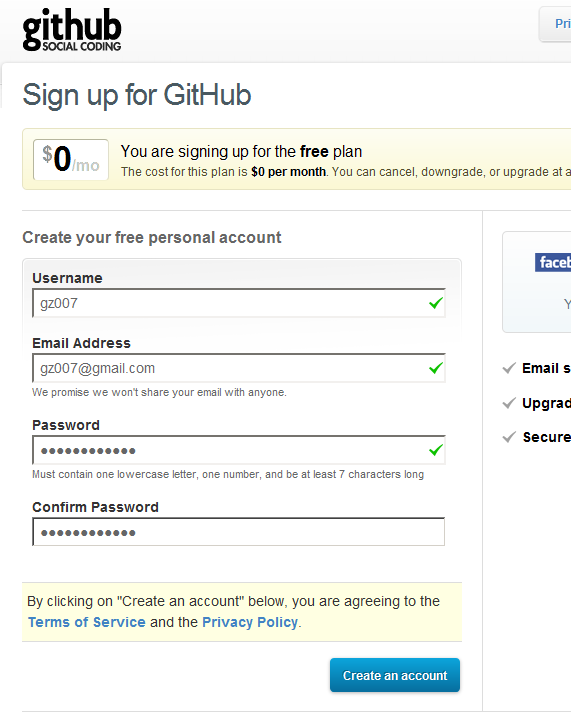 github
SOCIAL CODING
Pri
Sign up for GitHub
$0/mo
You are signing up for the free plan
The cost for this plan is $0 per month. You can cancel, downgrade, or upgrade at a
Create your free personal account
Username
gz007
Email Address
gz007@gmail.com
We promise we won't share your email with anyone.
Password
••••••••••••
Must contain one lowercase letter, one number, and be at least 7 characters long
Confirm Password
••••••••••••
By clicking on "Create an account" below, you are agreeing to the
Terms of Service and the Privacy Policy.
Create an account
faceb
Y
Email s
Upgrad
Secure